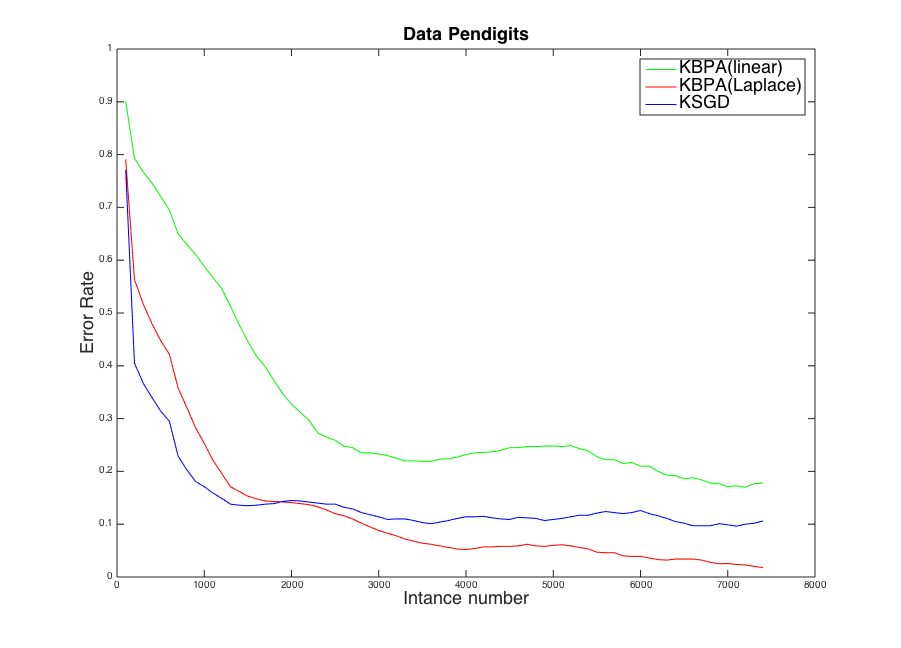 Data Pendigits
KBPA(linear)
KBPA(Laplace)
KSGD
Error Rate
1
0.9
0.8
0.7
0.6
0.5
0.4
0.3
0.2
0.1
0
0 1000 2000 3000 4000 5000 6000 7000 8000
Intance number